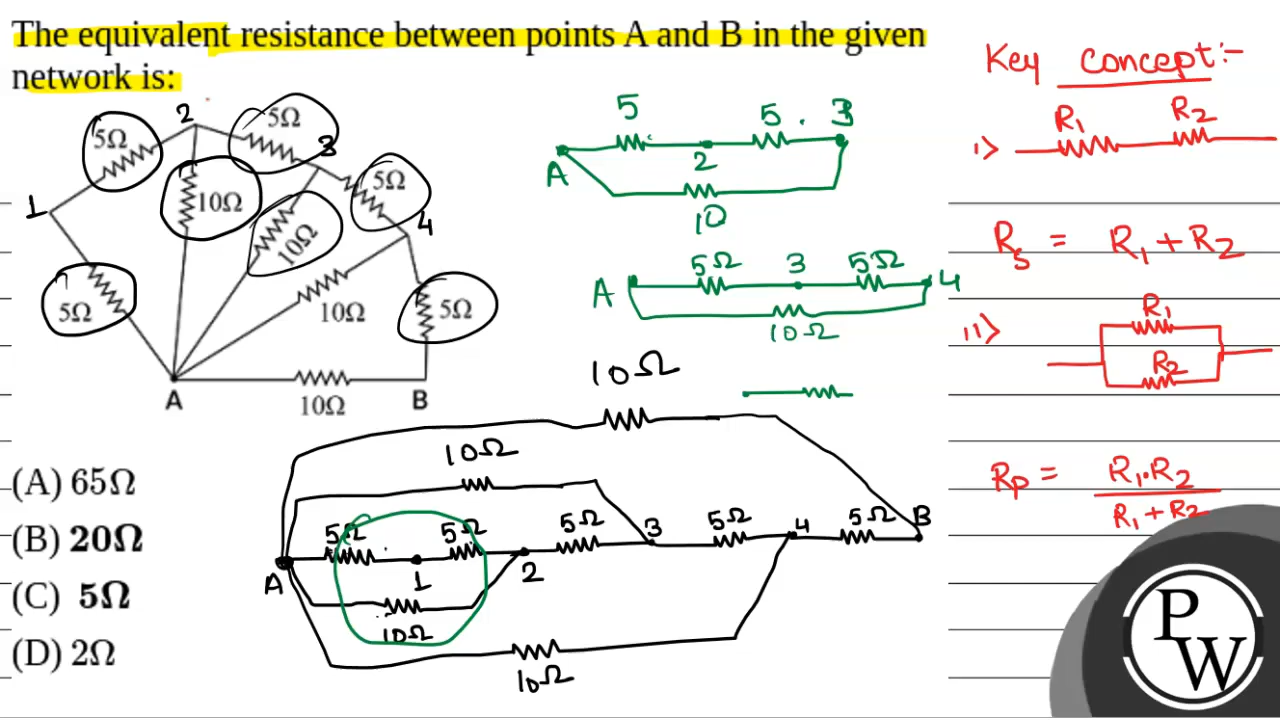 The equivalent resistance between points A and B in the given
network is:
2
5Ω
5Ω
3
5Ω
1
10Ω
10Ω
4
5Ω
10Ω
5Ω
A
10Ω
B
(A) 65Ω
(B) 20Ω
(C) 5Ω
(D) 2Ω
5
5
3
A
2
10
A
5Ω
3
5Ω
4
10Ω
10Ω
10Ω
5Ω
5Ω
5Ω
3
5Ω
4
5Ω
B
A
1
2
10Ω
10Ω
Key concept:-
R₁
R₂
i>
Rs = R₁ + R₂
ii>
R₁
R₂
Rp = R₁·R₂
R₁ + R₂
P
W